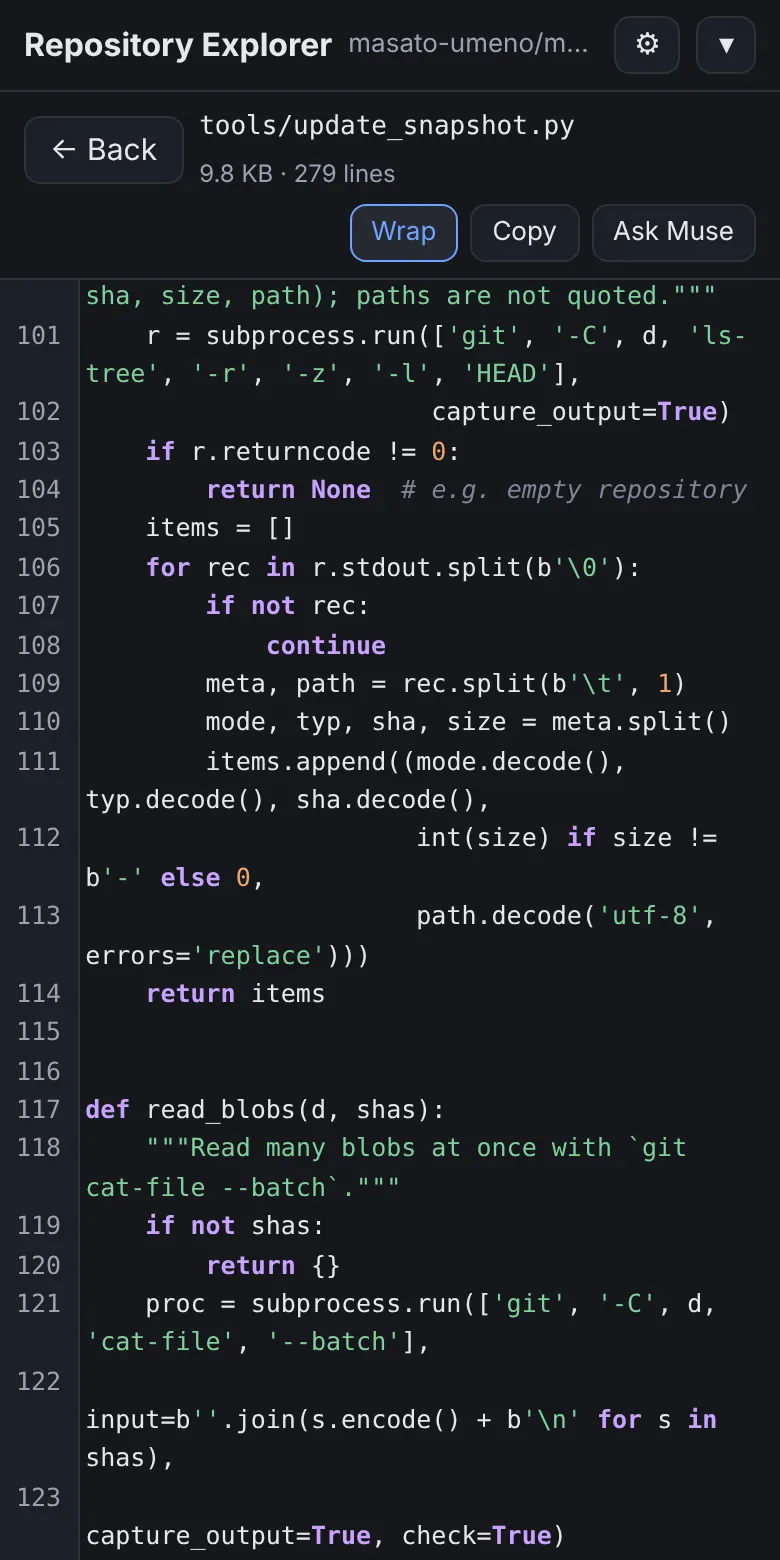 Repository Explorer masato-umeno/m... ⚙ ▼
← Back
tools/update_snapshot.py
9.8 KB · 279 lines
Wrap Copy Ask Muse
sha, size, path); paths are not quoted."""
101     r = subprocess.run(['git', '-C', d, 'ls-
tree', '-r', '-z', '-l', 'HEAD'],
102                        capture_output=True)
103     if r.returncode != 0:
104         return None  # e.g. empty repository
105     items = []
106     for rec in r.stdout.split(b'\0'):
107         if not rec:
108             continue
109         meta, path = rec.split(b'\t', 1)
110         mode, typ, sha, size = meta.split()
111         items.append((mode.decode(),
typ.decode(), sha.decode(),
112                       int(size) if size !=
b'-' else 0,
113                       path.decode('utf-8',
errors='replace')))
114     return items
115
116
117 def read_blobs(d, shas):
118     """Read many blobs at once with `git
cat-file --batch`."""
119     if not shas:
120         return {}
121     proc = subprocess.run(['git', '-C', d,
'cat-file', '--batch'],
122
input=b''.join(s.encode() + b'\n' for s in
shas),
123
capture_output=True, check=True)